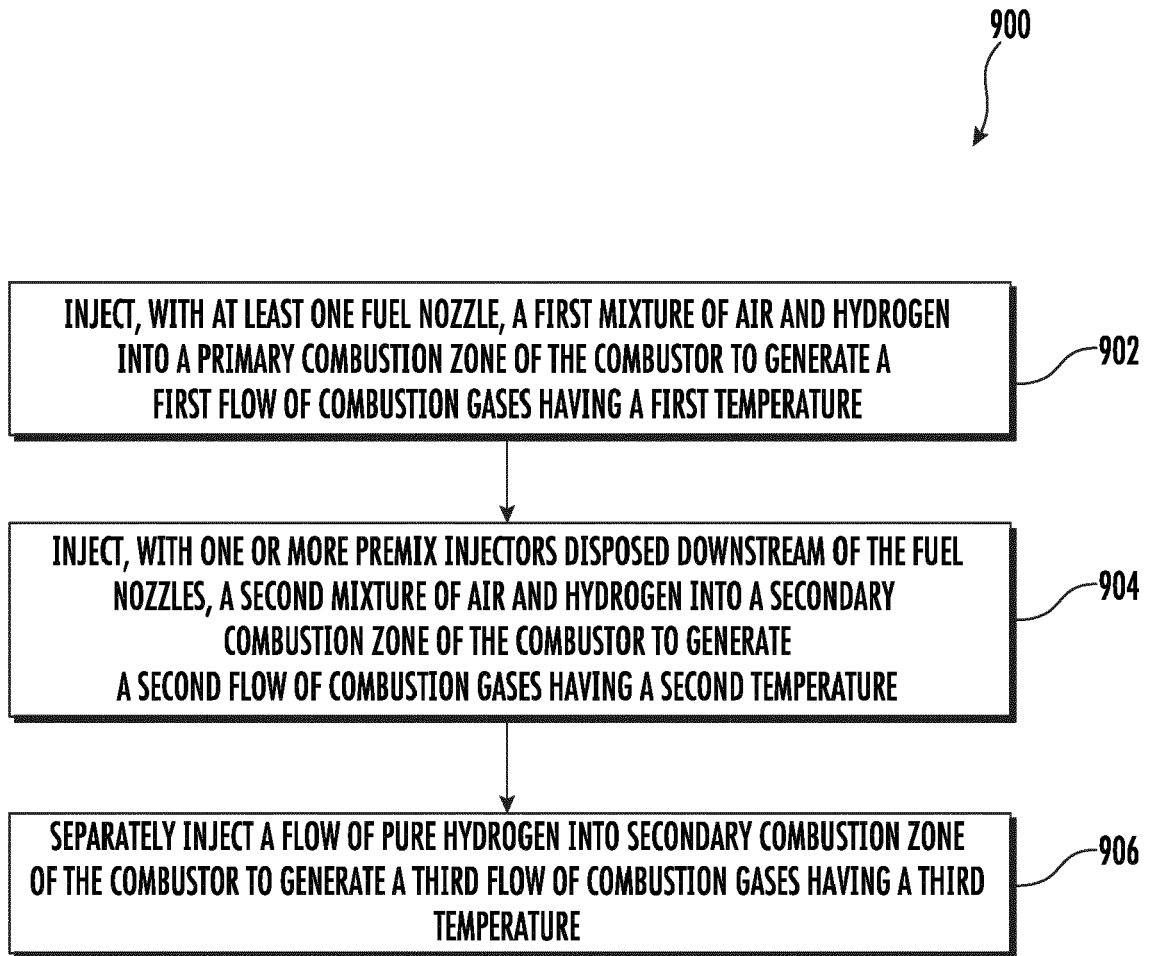 900
INJECT, WITH AT LEAST ONE FUEL NOZZLE, A FIRST MIXTURE OF AIR AND HYDROGEN
INTO A PRIMARY COMBUSTION ZONE OF THE COMBUSTOR TO GENERATE A
FIRST FLOW OF COMBUSTION GASES HAVING A FIRST TEMPERATURE
902
INJECT, WITH ONE OR MORE PREMIX INJECTORS DISPOSED DOWNSTREAM OF THE FUEL
NOZZLES, A SECOND MIXTURE OF AIR AND HYDROGEN INTO A SECONDARY
COMBUSTION ZONE OF THE COMBUSTOR TO GENERATE
A SECOND FLOW OF COMBUSTION GASES HAVING A SECOND TEMPERATURE
904
SEPARATELY INJECT A FLOW OF PURE HYDROGEN INTO SECONDARY COMBUSTION ZONE
OF THE COMBUSTOR TO GENERATE A THIRD FLOW OF COMBUSTION GASES HAVING A THIRD
TEMPERATURE
906